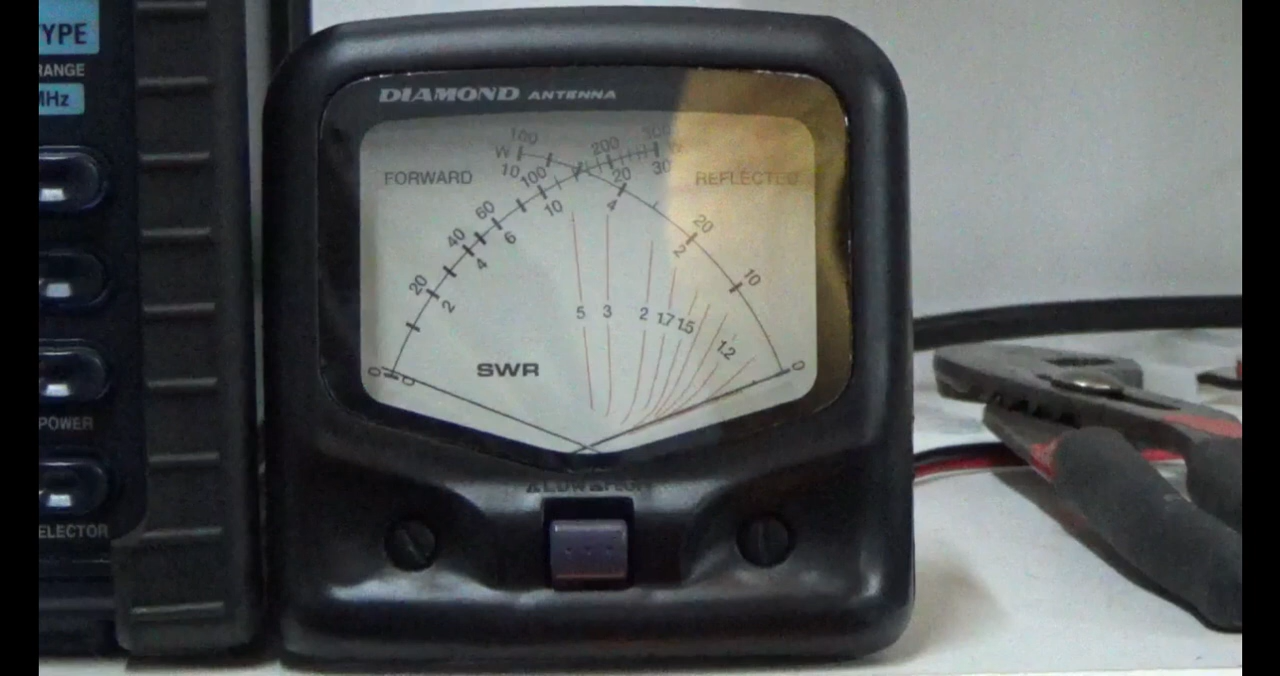 YPE
RANGE
MHz
POWER
ELECTOR
DIAMOND ANTENNA
FORWARD
REFLECTED
W 100 200 300
10 20 30
0 20 40 60 100
0 2 4 6 10
4 2
20 10 0
5 3 2 1.7 1.5 1.2
SWR